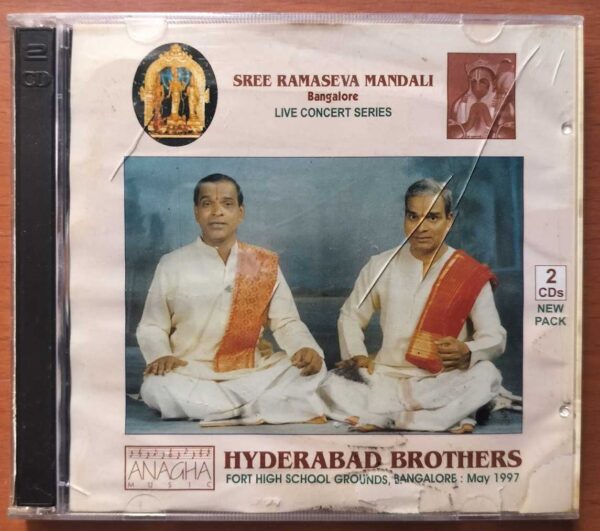 2
CD
SREE RAMASEVA MANDALI
Bangalore
LIVE CONCERT SERIES
2
CDs
NEW
PACK
ANAGHA
MUSIC
HYDERABAD BROTHERS
FORT HIGH SCHOOL GROUNDS, BANGALORE : May 1997